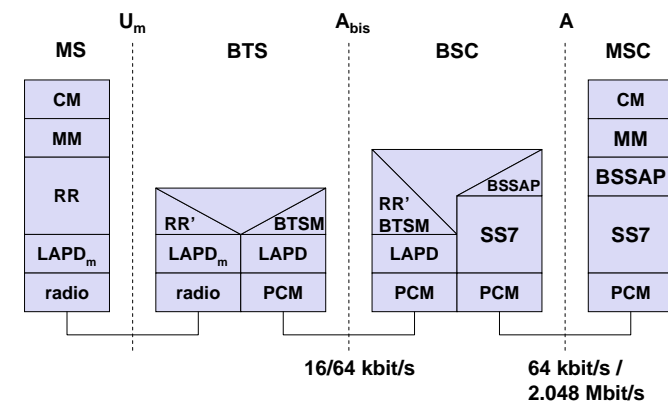 Um Abis A
MS BTS BSC MSC
CM CM
MM MM
RR BSSAP
RR' BTSM RR' BTSM BSSAP
SS7 SS7
LAPDm LAPDm LAPD LAPD
radio radio PCM PCM PCM PCM
16/64 kbit/s 64 kbit/s /
2.048 Mbit/s